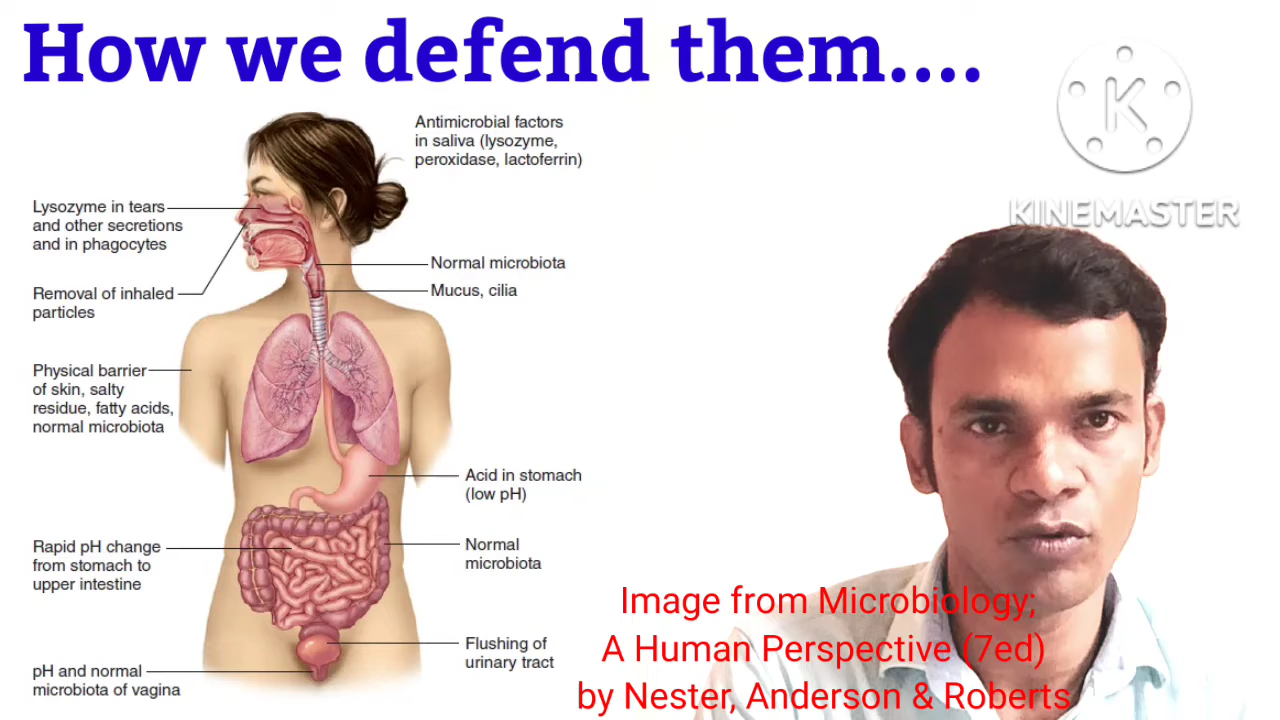 How we defend them....
K
KINEMASTER
Antimicrobial factors
in saliva (lysozyme,
peroxidase, lactoferrin)
Lysozyme in tears
and other secretions
and in phagocytes
Normal microbiota
Mucus, cilia
Removal of inhaled
particles
Physical barrier
of skin, salty
residue, fatty acids,
normal microbiota
Acid in stomach
(low pH)
Rapid pH change
from stomach to
upper intestine
Normal
microbiota
Flushing of
urinary tract
pH and normal
microbiota of vagina
Image from Microbiology;
A Human Perspective (7ed)
by Nester, Anderson & Roberts